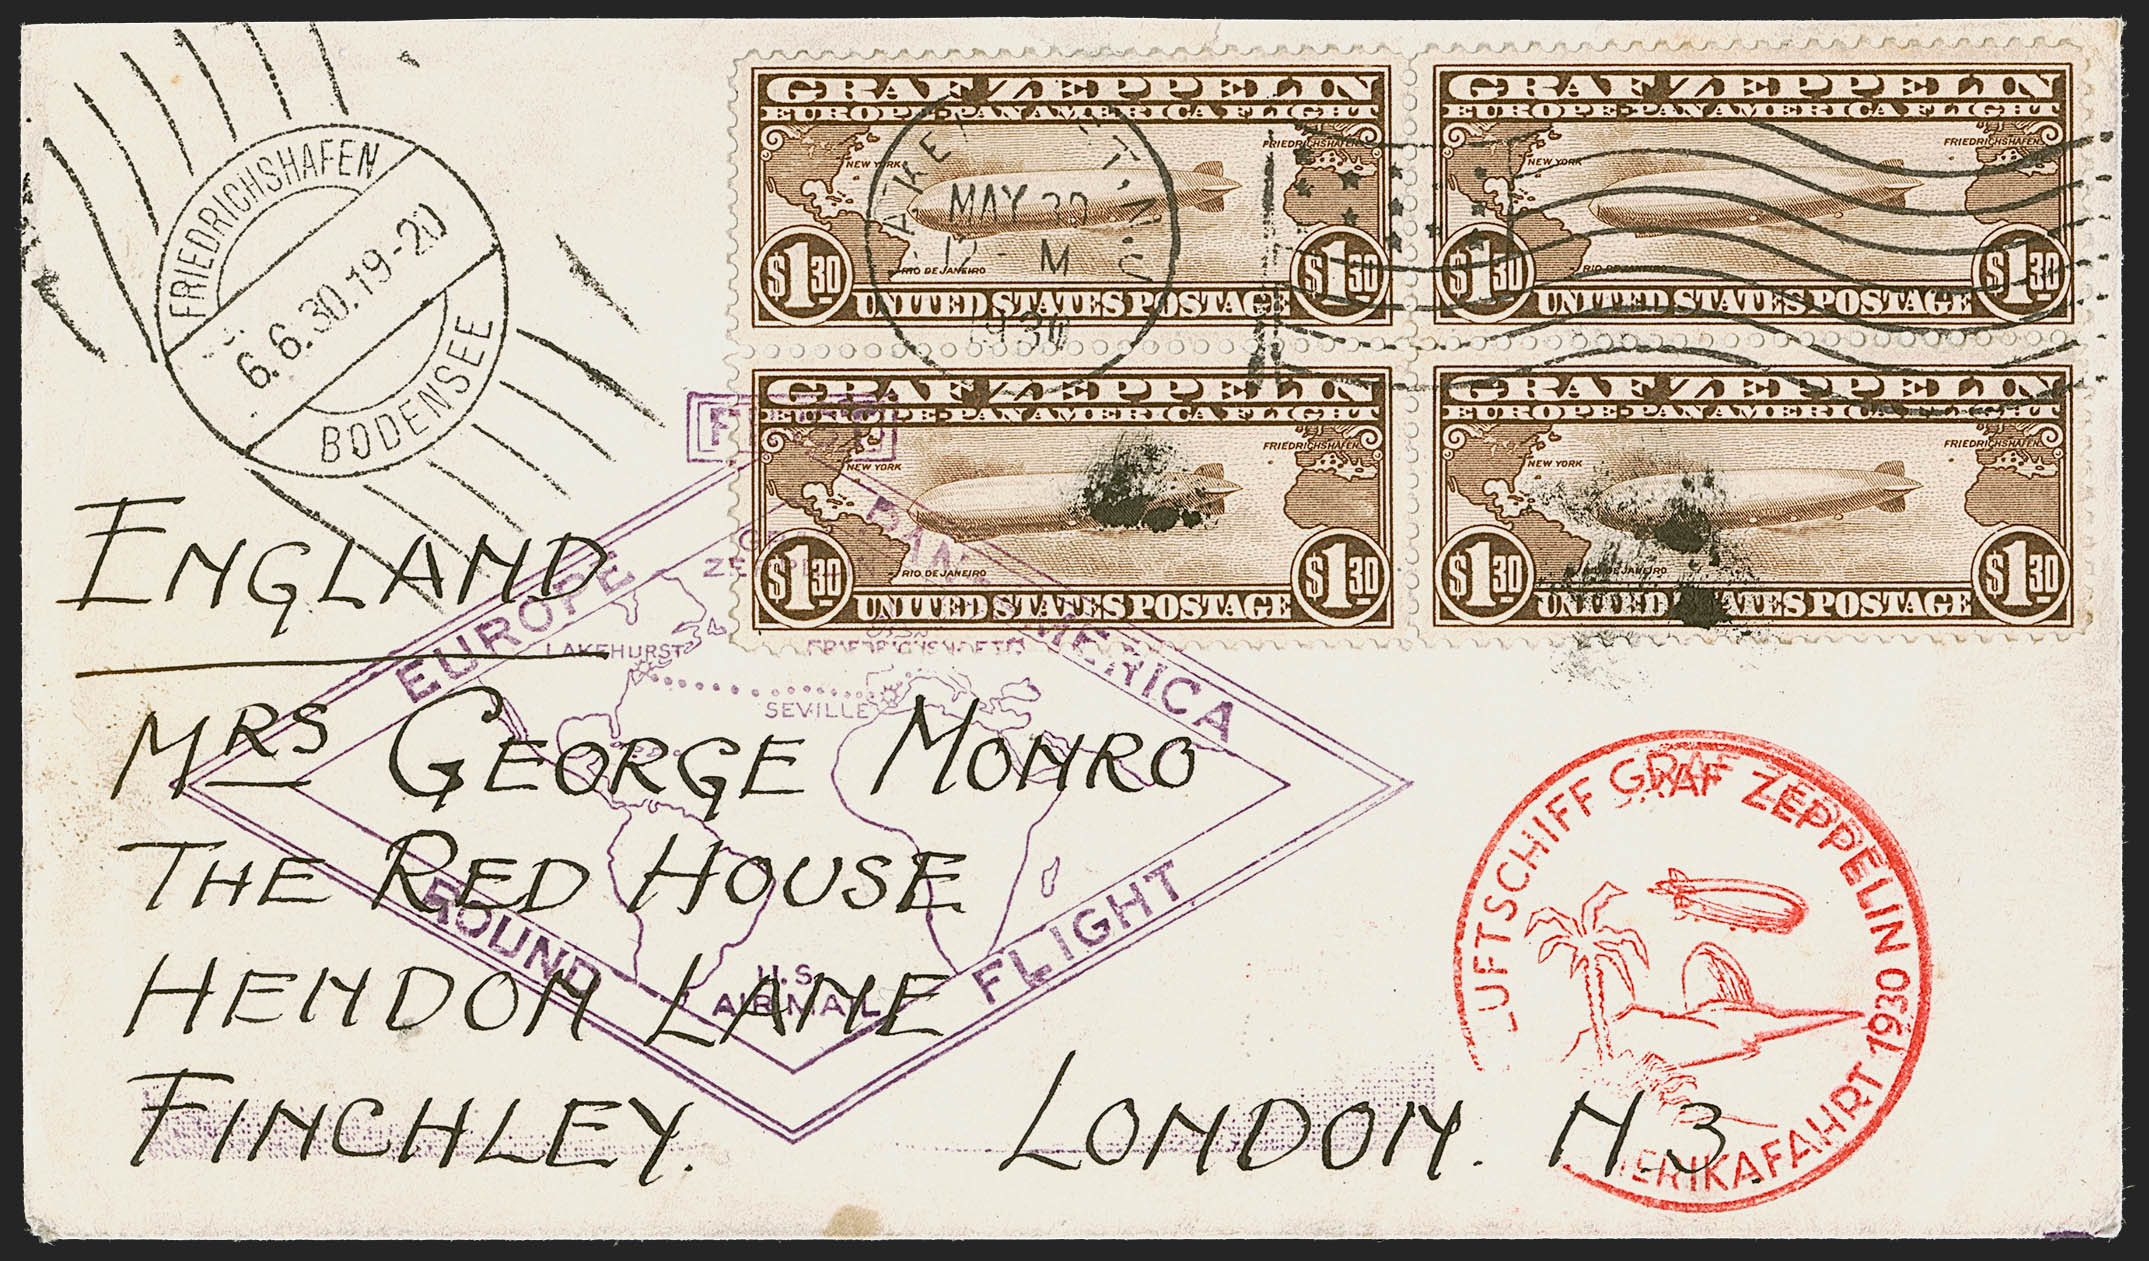 FRIEDRICHSHAFEN
6.6.30.19-20
BODENSEE
GRAF ZEPPELIN
EUROPE-PAN AMERICA FLIGHT
NEW YORK
FRIEDRICHSHAFEN
RIO DE JANEIRO
$1.30 $1.30
UNITED STATES POSTAGE
GRAF ZEPPELIN
EUROPE-PAN AMERICA FLIGHT
NEW YORK
FRIEDRICHSHAFEN
RIO DE JANEIRO
$1.30 $1.30
UNITED STATES POSTAGE
MAY 30
12 - M
1930
GRAF ZEPPELIN
EUROPE-PAN AMERICA FLIGHT
NEW YORK
FRIEDRICHSHAFEN
RIO DE JANEIRO
$1.30 $1.30
UNITED STATES POSTAGE
GRAF ZEPPELIN
EUROPE-PAN AMERICA FLIGHT
NEW YORK
FRIEDRICHSHAFEN
RIO DE JANEIRO
$1.30 $1.30
UNITED STATES POSTAGE
ENGLAND
MRS GEORGE MONRO
THE RED HOUSE
HENDON LANE
FINCHLEY. LONDON. N.3.
EUROPE PAN AMERICA
LAKEHURST
SEVILLE
ROUND FLIGHT
U.S.
AIR MAIL
LUFTSCHIFF GRAF ZEPPELIN
ERIKAFAHRT 1930